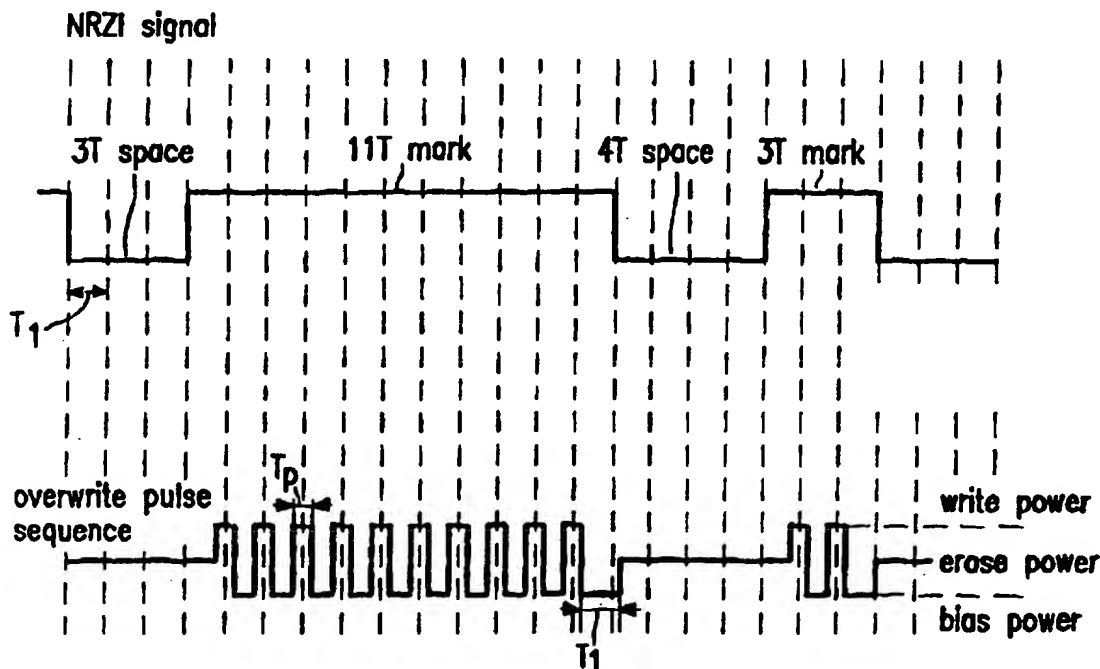 NRZI signal
3T space
11T mark
4T space
3T mark
T1
Tp
overwrite pulse
sequence
write power
erase power
bias power
T1